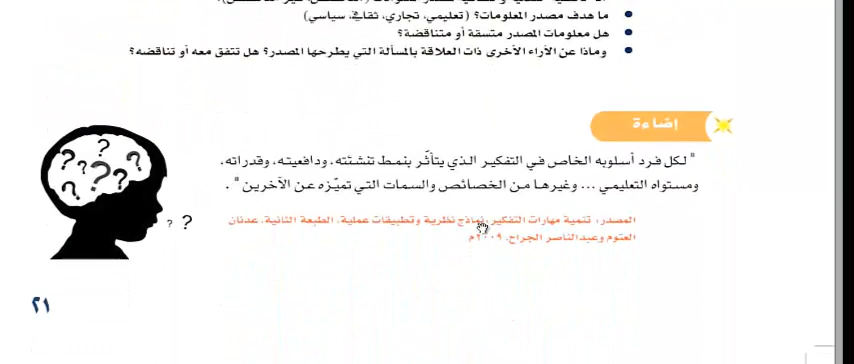 ما هدف مصدر المعلومات؟ (تعليمي، تجاري، ثقافي، سياسي)
هل معلومات المصدر متسقة أو متناقضة؟
وماذا عن الآراء الأخرى ذات العلاقة بالمسألة التي يطرحها المصدر؟ هل تتفق معه أو تناقضه؟
إضاءة
" لكل فرد أسلوبه الخاص في التفكير الذي يتأثّر بنمط تنشئته، ودافعيته، وقدراته،
ومستواه التعليمي ... وغيرها من الخصائص والسمات التي تميّزه عن الآخرين " .
المصدر: تنمية مهارات التفكير، نماذج نظرية وتطبيقات عملية، الطبعة الثانية، عدنان
العتوم وعبدالناصر الجراح، ٢٠٠٩م
? ? ? ? ? ? ?
? ?
٢١